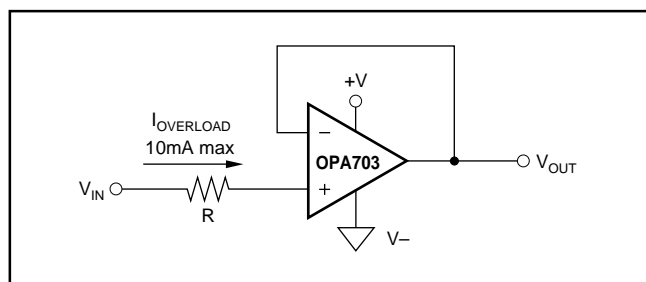 +V
I_OVERLOAD
10mA max
–
OPA703
V_OUT
V_IN
+
R
V–